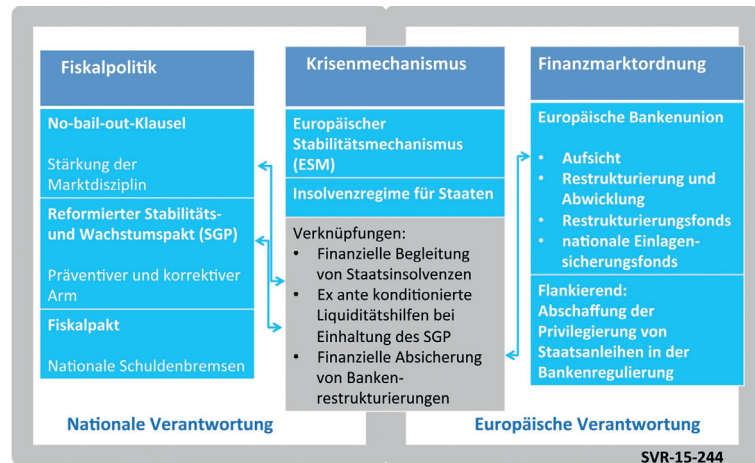 Fiskalpolitik
No-bail-out-Klausel
Stärkung der
Marktdisziplin
Reformierter Stabilitäts-
und Wachstumspakt (SGP)
Präventiver und korrektiver
Arm
Fiskalpakt
Nationale Schuldenbremsen
Krisenmechanismus
Europäischer
Stabilitätsmechanismus
(ESM)
Insolvenzregime für Staaten
Verknüpfungen:
• Finanzielle Begleitung
von Staatsinsolvenzen
• Ex ante konditionierte
Liquiditätshilfen bei
Einhaltung des SGP
• Finanzielle Absicherung
von Banken-
restrukturierungen
Finanzmarktordnung
Europäische Bankenunion
• Aufsicht
• Restrukturierung und
Abwicklung
• Restrukturierungsfonds
• nationale Einlagen-
sicherungsfonds
Flankierend:
Abschaffung der
Privilegierung von
Staatsanleihen in der
Bankenregulierung
Nationale Verantwortung
Europäische Verantwortung
SVR-15-244